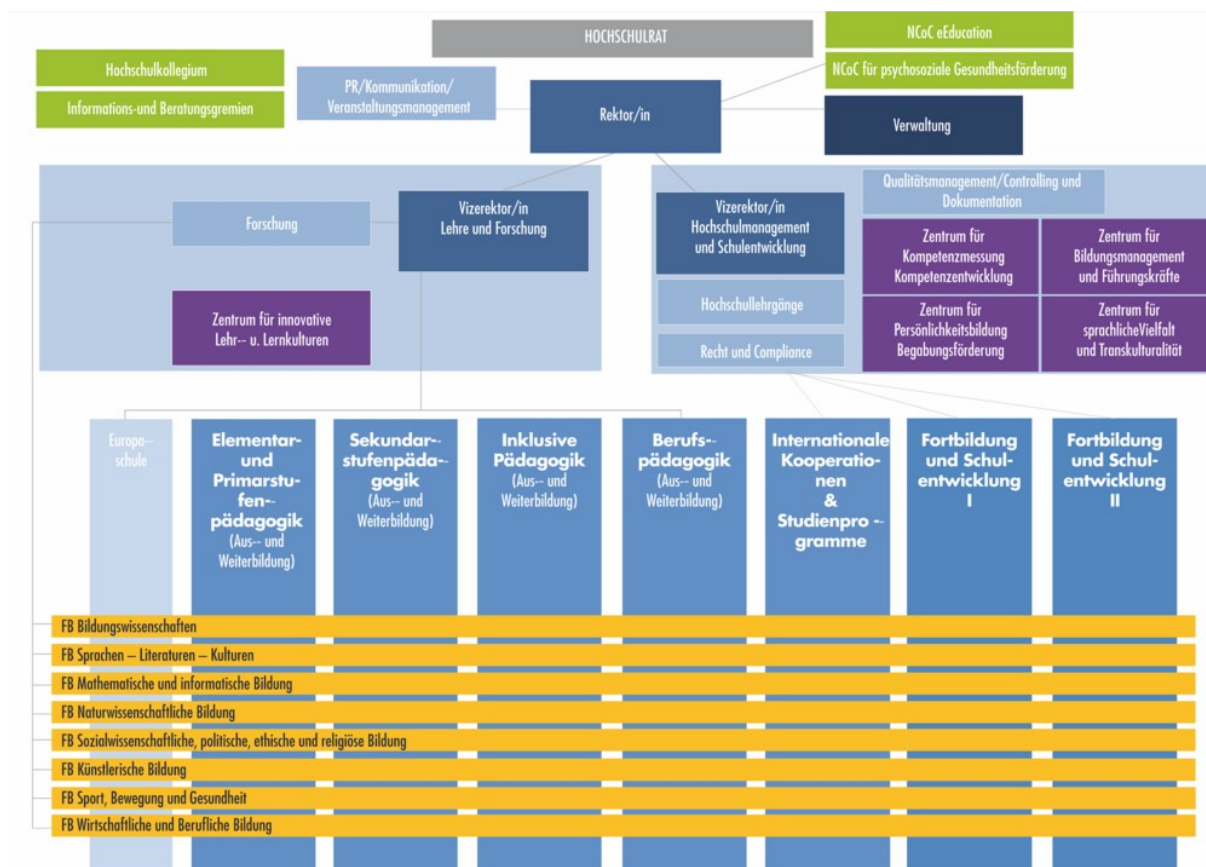 HOCHSCHULRAT
NCoC eEducation
Hochschulkollegium
NCoC für psychosoziale Gesundheitsförderung
PR/Kommunikation/
Veranstaltungsmanagement
Informations-und Beratungsgremien
Rektor/in
Verwaltung
Forschung
Vizerektor/in
Lehre und Forschung
Zentrum für innovative
Lehr-- u. Lernkulturen
Vizerektor/in
Hochschulmanagement
und Schulentwicklung
Hochschullehrgänge
Recht und Compliance
Qualitätsmanagement/Controlling und
Dokumentation
Zentrum für
Kompetenzmessung
Kompetenzentwicklung
Zentrum für
Bildungsmanagement
und Führungskräfte
Zentrum für
Persönlichkeitsbildung
Begabungsförderung
Zentrum für
sprachlicheVielfalt
und Transkulturalität
Europa--
schule
Elementar-
und
Primarstu-
fen--
pädagogik
(Aus-- und
Weiterbildung)
Sekundar-
stufenpäda--
gogik
(Aus-- und
Weiterbildung)
Inklusive
Pädagogik
(Aus-- und
Weiterbildung)
Berufs-
pädagogik
(Aus-- und
Weiterbildung)
Internationale
Kooperatio-
nen
&
Studienpro --
gramme
Fortbildung
und Schul-
entwicklung
I
Fortbildung
und Schul-
entwicklung
II
FB Bildungswissenschaften
FB Sprachen – Literaturen – Kulturen
FB Mathematische und informatische Bildung
FB Naturwissenschaftliche Bildung
FB Sozialwissenschaftliche, politische, ethische und religiöse Bildung
FB Künstlerische Bildung
FB Sport, Bewegung und Gesundheit
FB Wirtschaftliche und Berufliche Bildung